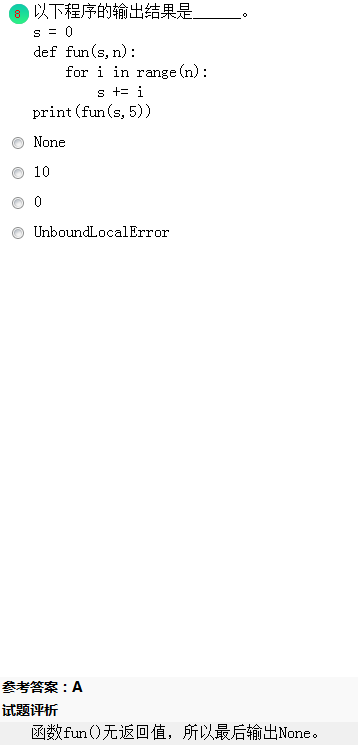 8 以下程序的输出结果是______。
s = 0
def fun(s,n):
    for i in range(n):
        s += i
print(fun(s,5))
None
10
0
UnboundLocalError
参考答案：A
试题评析
函数fun()无返回值，所以最后输出None。